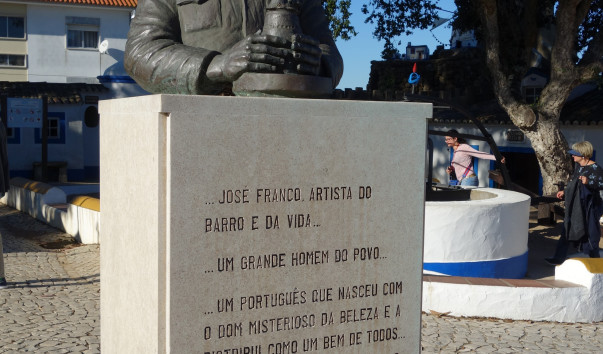 ... JOSÉ FRANCO, ARTISTA DO
BARRO E DA VIDA...
... UM GRANDE HOMEM DO POVO...
... UM PORTUGUÊS QUE NASCEU COM
O DOM MISTERIOSO DA BELEZA E A
DISTRIBUI COMO UM BEM DE TODOS...